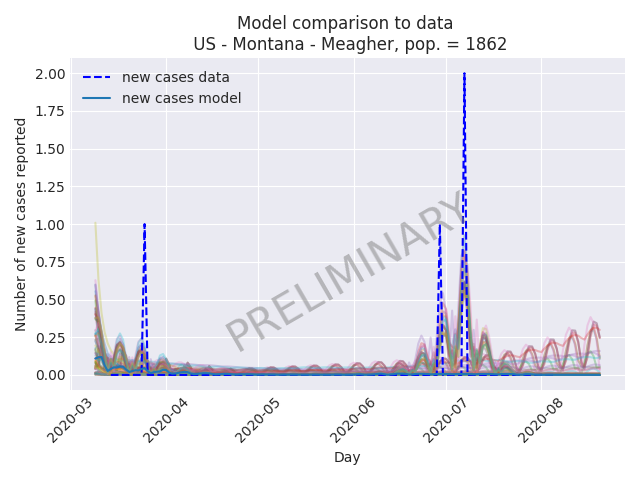 Model comparison to data
US - Montana - Meagher, pop. = 1862
new cases data
new cases model
Number of new cases reported
2.00
1.75
1.50
1.25
1.00
0.75
0.50
0.25
0.00
PRELIMINARY
2020-03
2020-04
2020-05
2020-06
2020-07
2020-08
Day